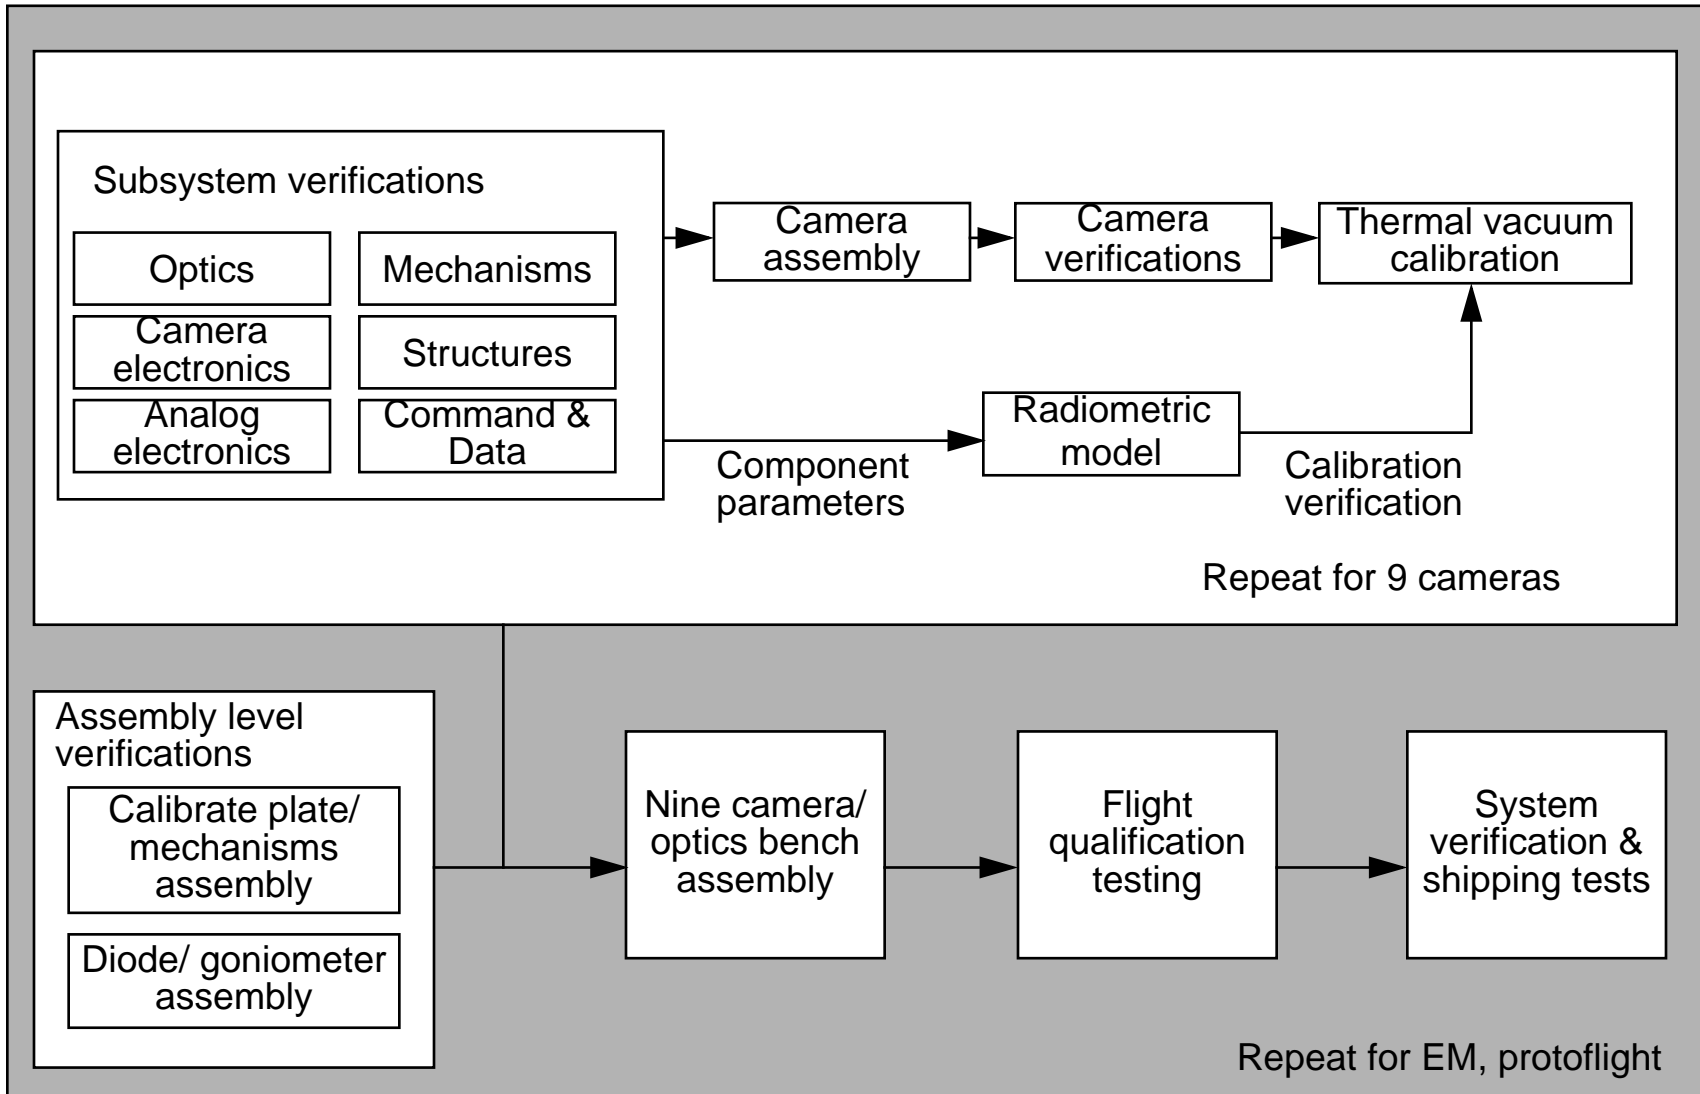 Subsystem verifications
Optics
Mechanisms
Camera
electronics
Structures
Analog
electronics
Command &
Data
Camera
assembly
Camera
verifications
Thermal vacuum
calibration
Component
parameters
Radiometric
model
Calibration
verification
Repeat for 9 cameras
Assembly level
verifications
Calibrate plate/
mechanisms
assembly
Diode/ goniometer
assembly
Nine camera/
optics bench
assembly
Flight
qualification
testing
System
verification &
shipping tests
Repeat for EM, protoflight